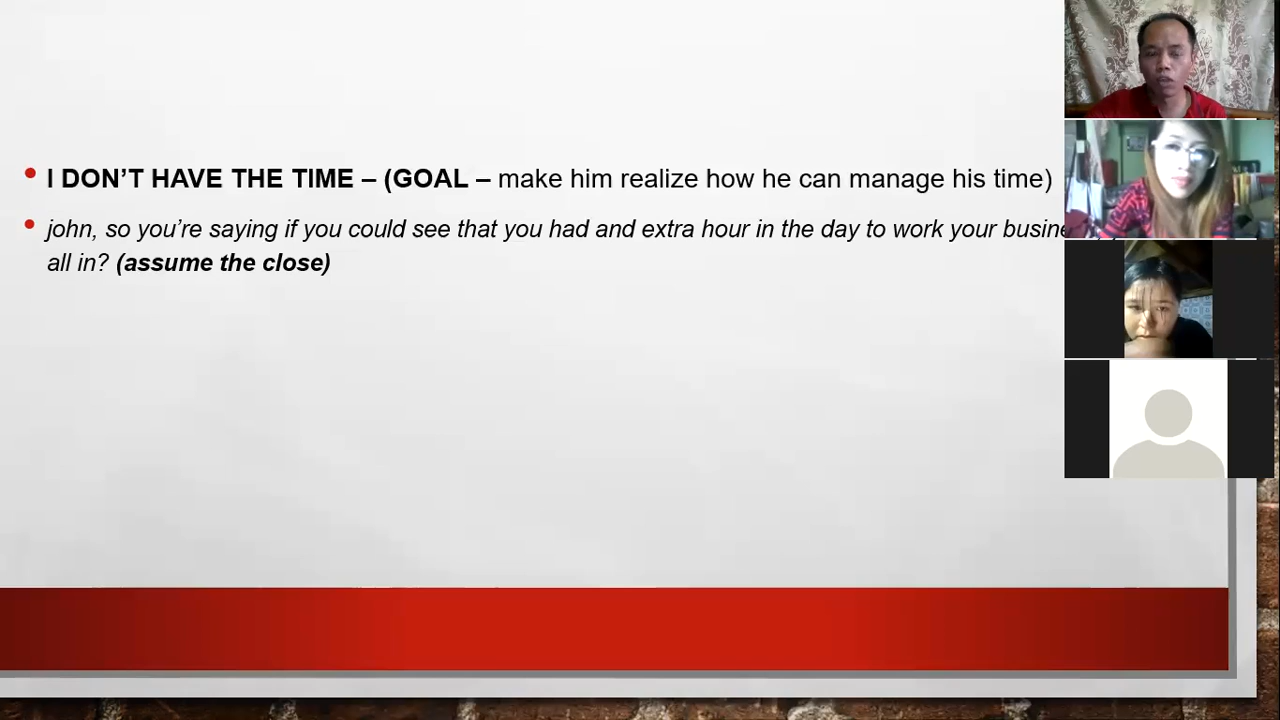 I DON’T HAVE THE TIME – (GOAL – make him realize how he can manage his time)
john, so you’re saying if you could see that you had and extra hour in the day to work your
all in? (assume the close)